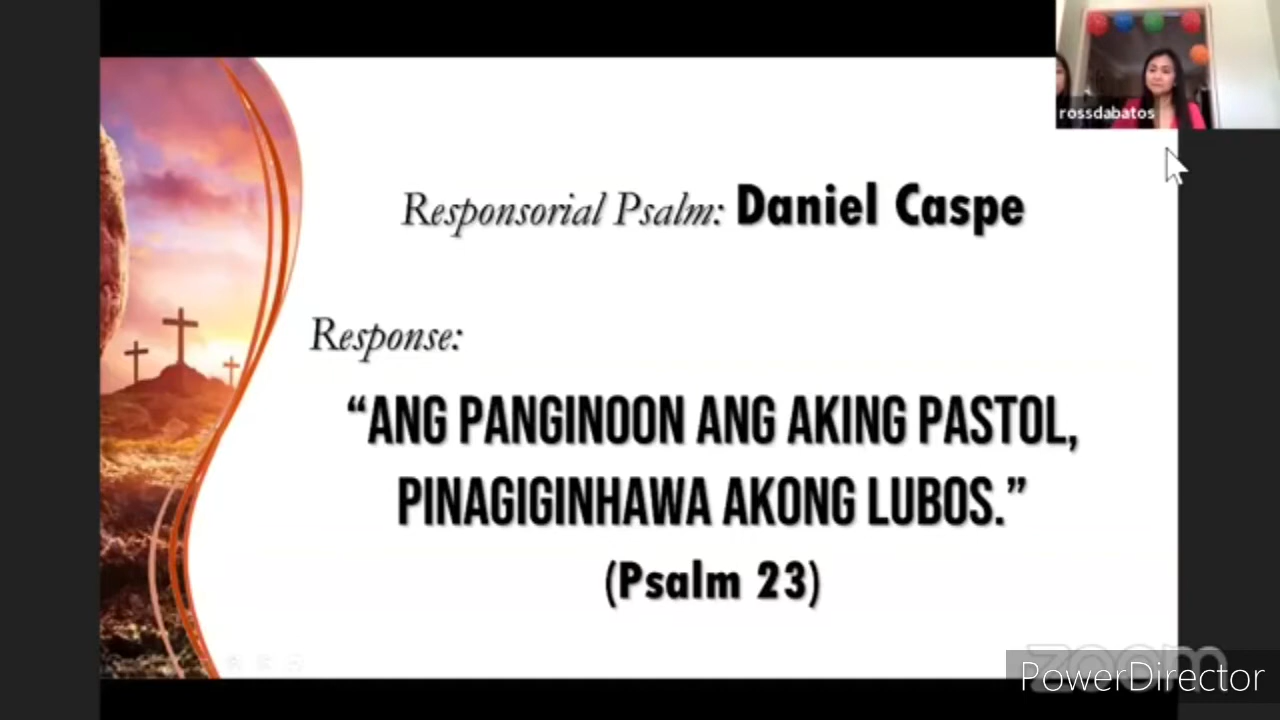 rossdabatos
Responsorial Psalm: Daniel Caspe
Response:
“ANG PANGINOON ANG AKING PASTOL,
PINAGIGINHAWA AKONG LUBOS.”
(Psalm 23)
zoom
PowerDirector